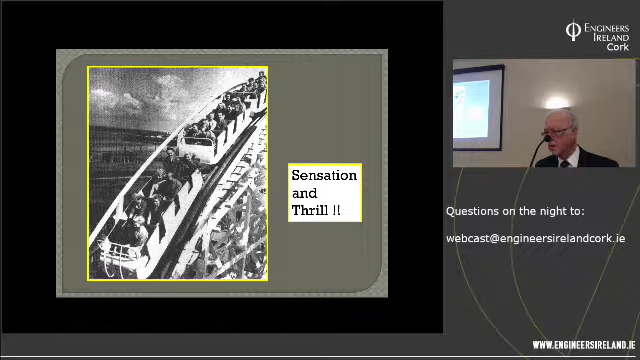 Sensation
and
Thrill !!
ENGINEERS
IRELAND
Cork
Questions on the night to:
webcast@engineersirelandcork.ie
WWW.ENGINEERSIRELAND.IE